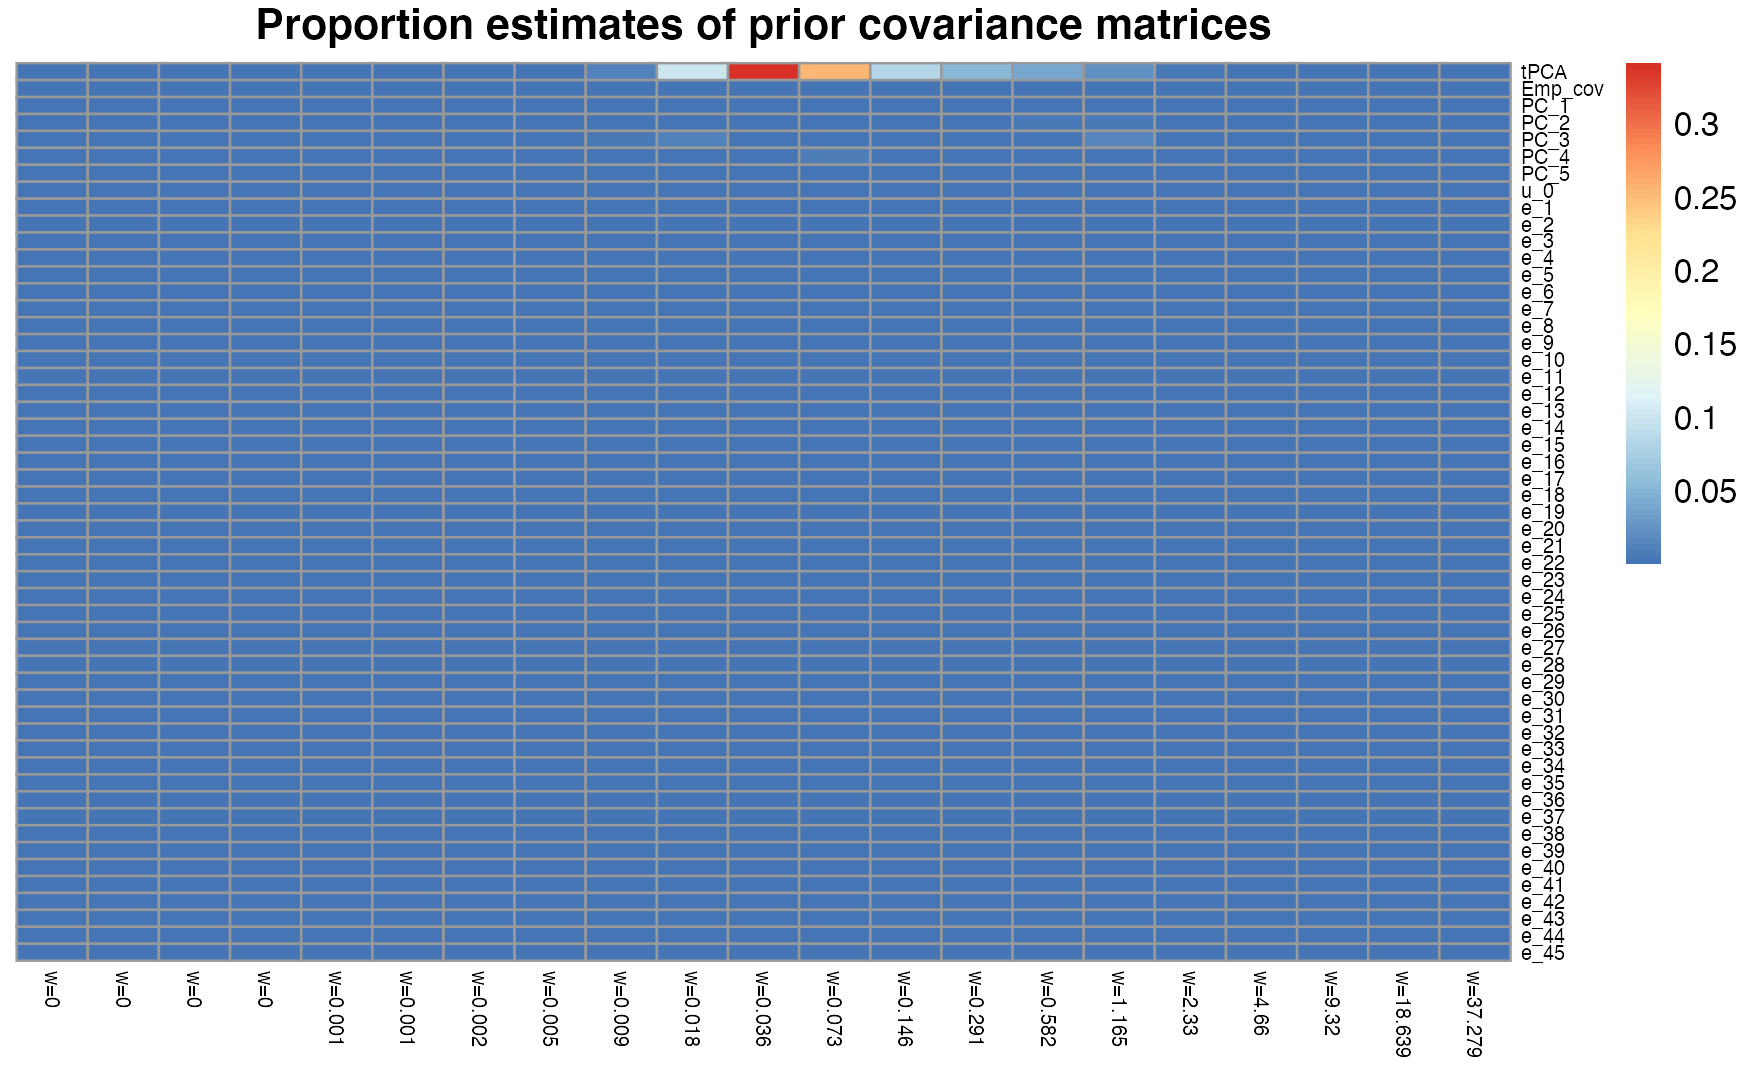 Proportion estimates of prior covariance matrices
tPCA
Emp_cov
PC_1
PC_2
PC_3
PC_4
PC_5
u_0
e_1
e_2
e_3
e_4
e_5
e_6
e_7
e_8
e_9
e_10
e_11
e_12
e_13
e_14
e_15
e_16
e_17
e_18
e_19
e_20
e_21
e_22
e_23
e_24
e_25
e_26
e_27
e_28
e_29
e_30
e_31
e_32
e_33
e_34
e_35
e_36
e_37
e_38
e_39
e_40
e_41
e_42
e_43
e_44
e_45
0.3
0.25
0.2
0.15
0.1
0.05
w=0
w=0
w=0
w=0
w=0.001
w=0.001
w=0.002
w=0.005
w=0.009
w=0.018
w=0.036
w=0.073
w=0.146
w=0.291
w=0.582
w=1.165
w=2.33
w=4.66
w=9.32
w=18.639
w=37.279